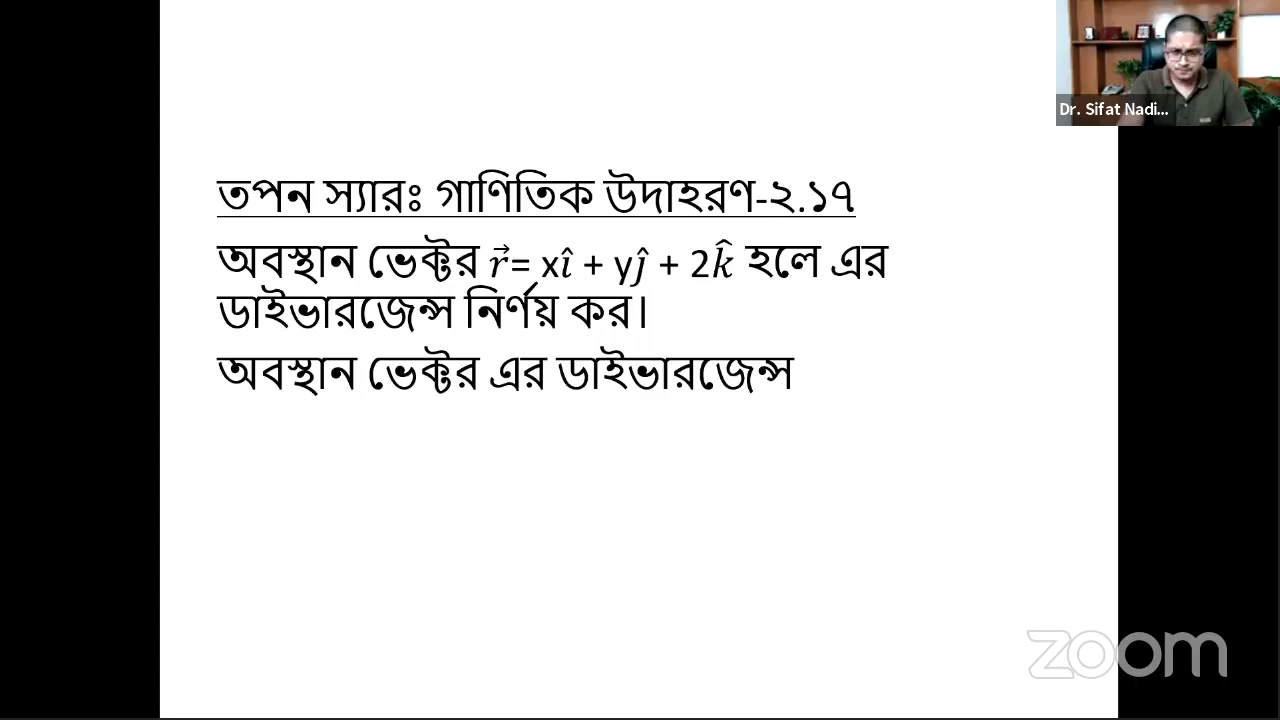 Dr. Sifat Nadi...
তপন স্যারঃ গাণিতিক উদাহরণ-২.১৭
অবস্থান ভেক্টর r⃗= xî + yĵ + 2k̂ হলে এর
ডাইভারজেন্স নির্ণয় কর।
অবস্থান ভেক্টর এর ডাইভারজেন্স
zoom